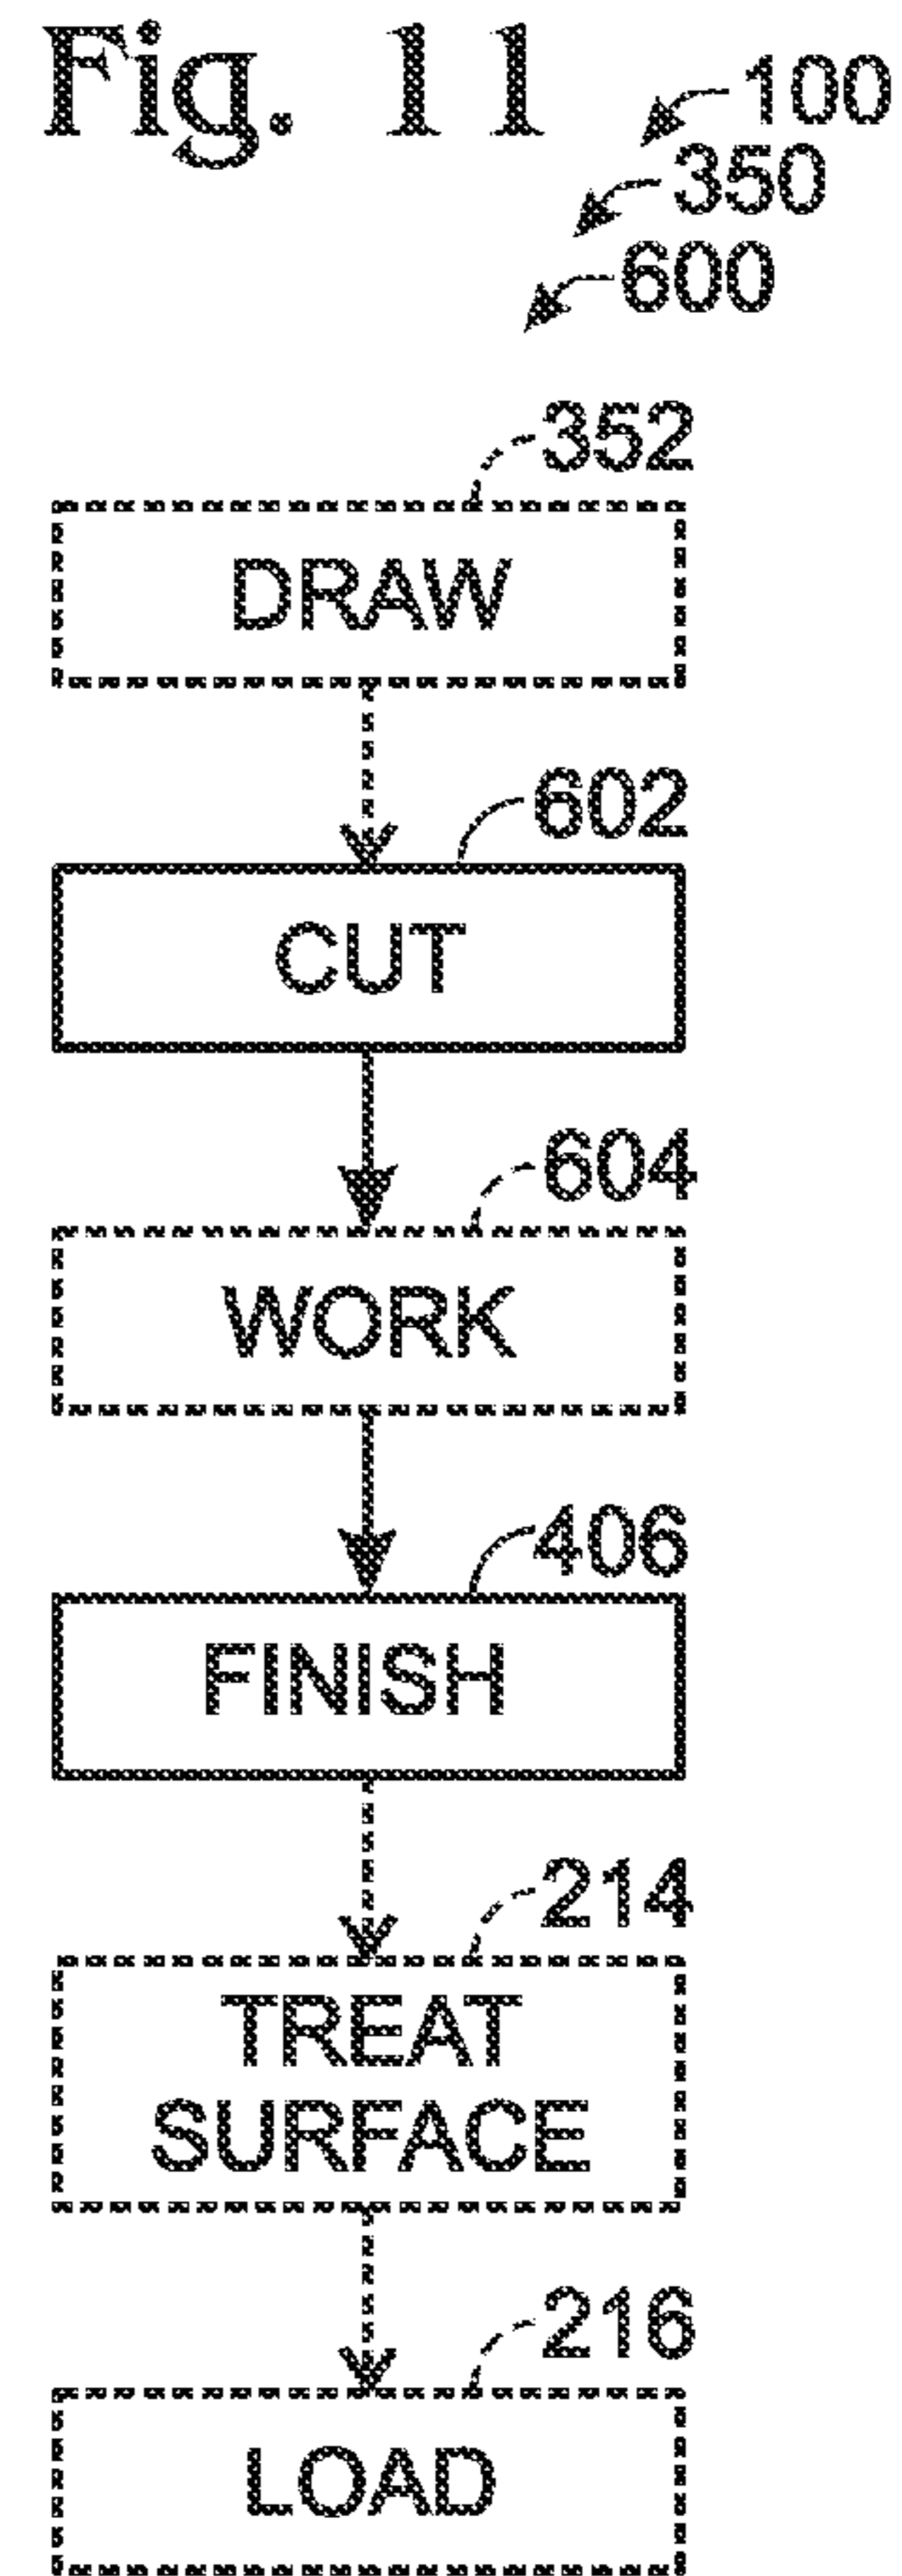 Fig. 11
100
350
600
352
DRAW
602
CUT
604
WORK
406
FINISH
214
TREAT
SURFACE
216
LOAD